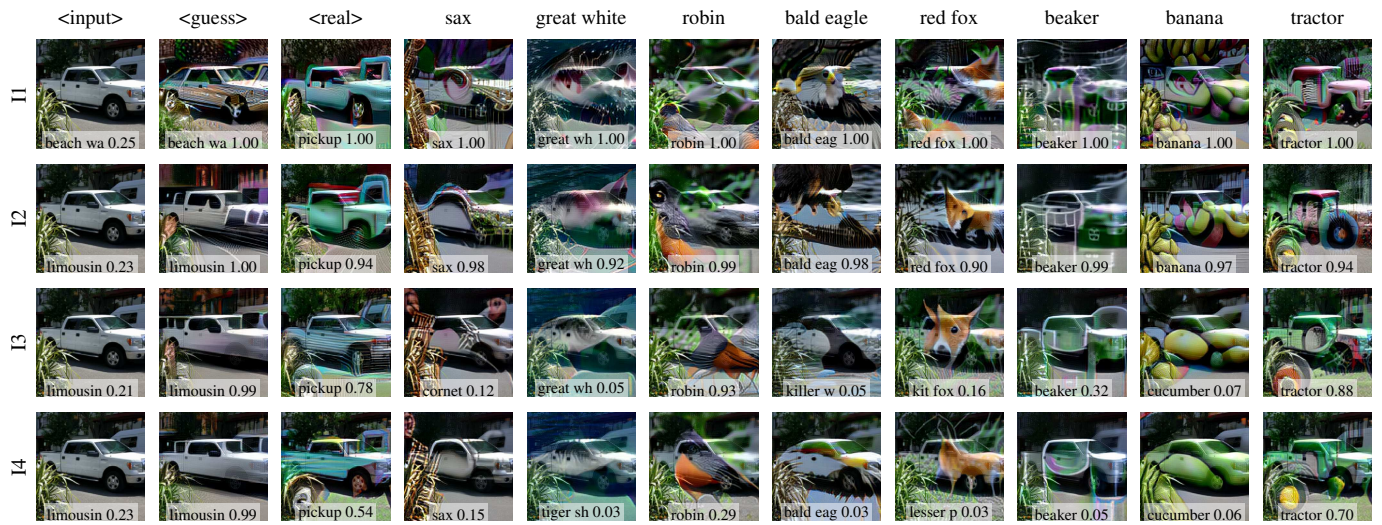 <input> <guess> <real> sax great white robin bald eagle red fox beaker banana tractor
I1 beach wa 0.25 beach wa 1.00 pickup 1.00 sax 1.00 great wh 1.00 robin 1.00 bald eag 1.00 red fox 1.00 beaker 1.00 banana 1.00 tractor 1.00
I2 limousin 0.23 limousin 1.00 pickup 0.94 sax 0.98 great wh 0.92 robin 0.99 bald eag 0.98 red fox 0.90 beaker 0.99 banana 0.97 tractor 0.94
I3 limousin 0.21 limousin 0.99 pickup 0.78 cornet 0.12 great wh 0.05 robin 0.93 killer w 0.05 kit fox 0.16 beaker 0.32 cucumber 0.07 tractor 0.88
I4 limousin 0.23 limousin 0.99 pickup 0.54 sax 0.15 tiger sh 0.03 robin 0.29 bald eag 0.03 lesser p 0.03 beaker 0.05 cucumber 0.06 tractor 0.70